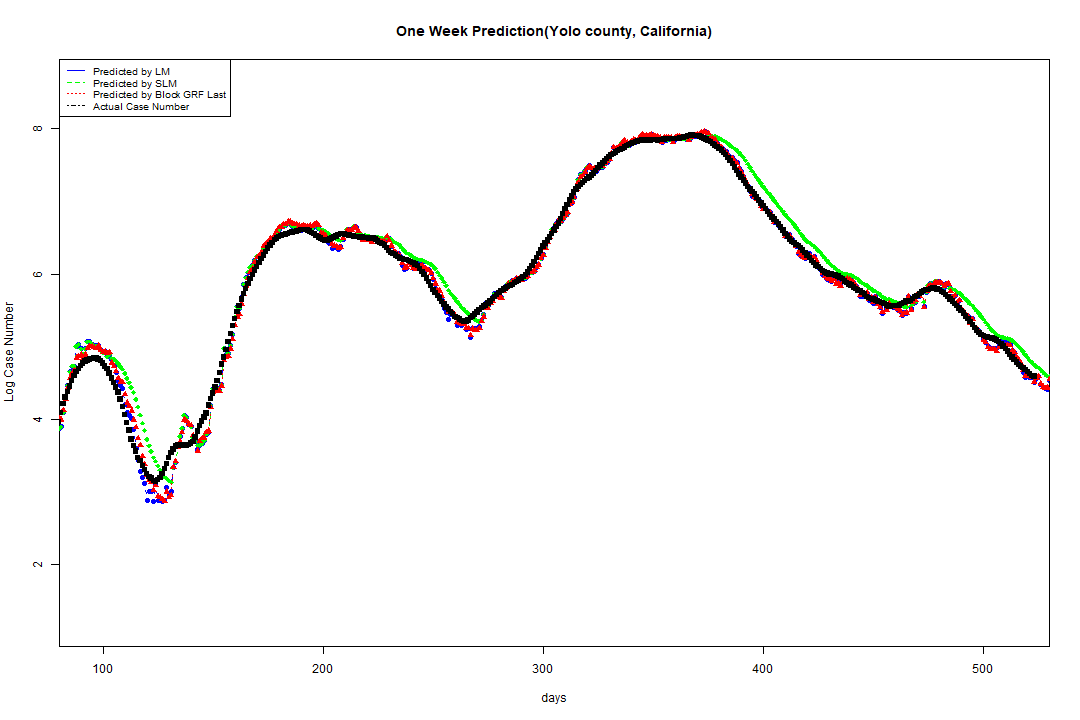 One Week Prediction(Yolo county, California)
Predicted by LM
Predicted by SLM
Predicted by Block GRF Last
Actual Case Number
8
6
4
2
Log Case Number
100 200 300 400 500
days